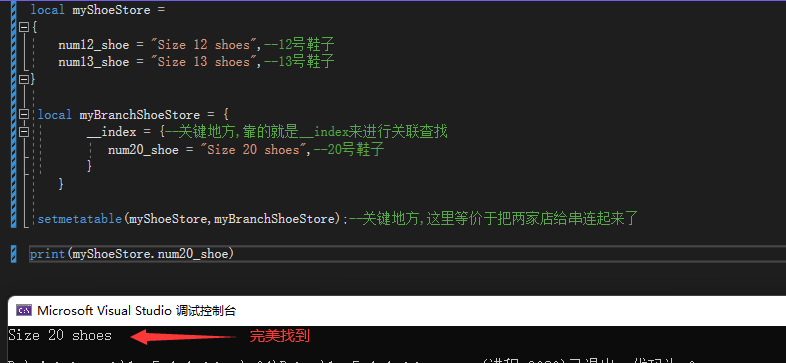 local myShoeStore =
{
num12_shoe = "Size 12 shoes",--12号鞋子
num13_shoe = "Size 13 shoes",--13号鞋子
}
local myBranchShoeStore = {
__index = {--关键地方,靠的就是__index来进行关联查找
num20_shoe = "Size 20 shoes",--20号鞋子
}
}
setmetatable(myShoeStore,myBranchShoeStore);--关键地方,这里等价于把两家店给串连起来了
print(myShoeStore.num20_shoe)
Microsoft Visual Studio 调试控制台
Size 20 shoes 完美找到